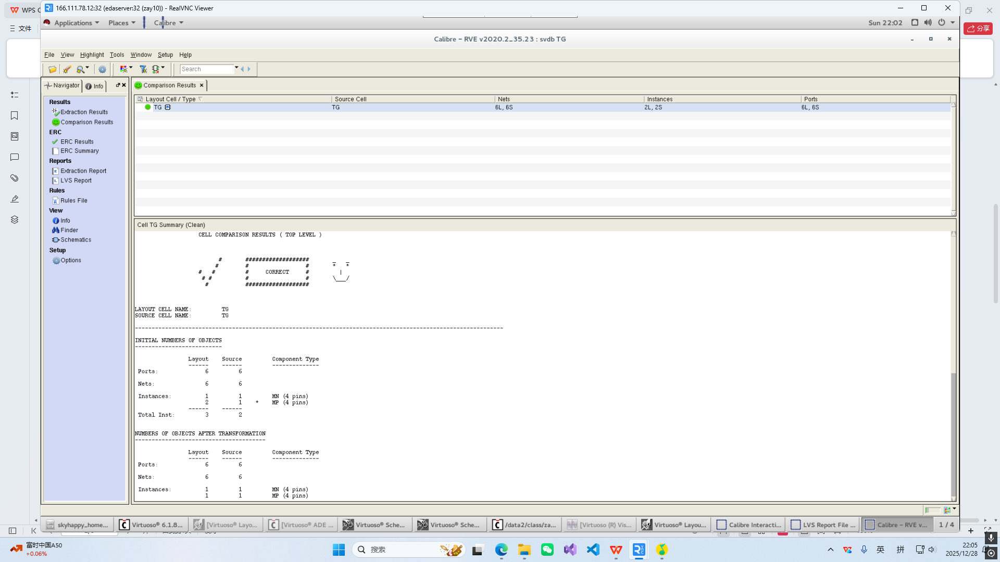 WPS
166.111.78.12:32 (edaserver:32 (zay10)) - RealVNC Viewer
文件
分享
Applications Places Calibre
Sun 22:02
Calibre - RVE v2020.2_35.23 : svdb TG
File View Highlight Tools Window Setup Help
Search
Navigator Info
Comparison Results
Results
Extraction Results
Comparison Results
ERC
ERC Results
ERC Summary
Reports
Extraction Report
LVS Report
Rules
Rules File
View
Info
Finder
Schematics
Setup
Options
Layout Cell / Type Source Cell Nets Instances Ports
TG TG 6L, 6S 2L, 2S 6L, 6S
Cell TG Summary (Clean)
CELL COMPARISON RESULTS ( TOP LEVEL )
# ################### _ _
# # # * *
# # # CORRECT # |
# # # # \___/
# ###################
LAYOUT CELL NAME: TG
SOURCE CELL NAME: TG
INITIAL NUMBERS OF OBJECTS
Layout Source Component Type
Ports: 6 6
Nets: 6 6
Instances: 1 1 MN (4 pins)
2 1 * MP (4 pins)
Total Inst: 3 2
NUMBERS OF OBJECTS AFTER TRANSFORMATION
Layout Source Component Type
Ports: 6 6
Nets: 6 6
Instances: 1 1 MN (4 pins)
1 1 MP (4 pins)
skyhappy_home... Virtuoso® 6.1.8... [Virtuoso® Layo... [Virtuoso® ADE ... Virtuoso® Sche... Virtuoso® Sche... /data2/class/za... [Virtuoso (R) Vis... Virtuoso® Layou... Calibre Interacti... LVS Report File ... Calibre - RVE v... 1 / 4
富时中国A50
+0.06%
搜索
英 拼
22:05
2025/12/28